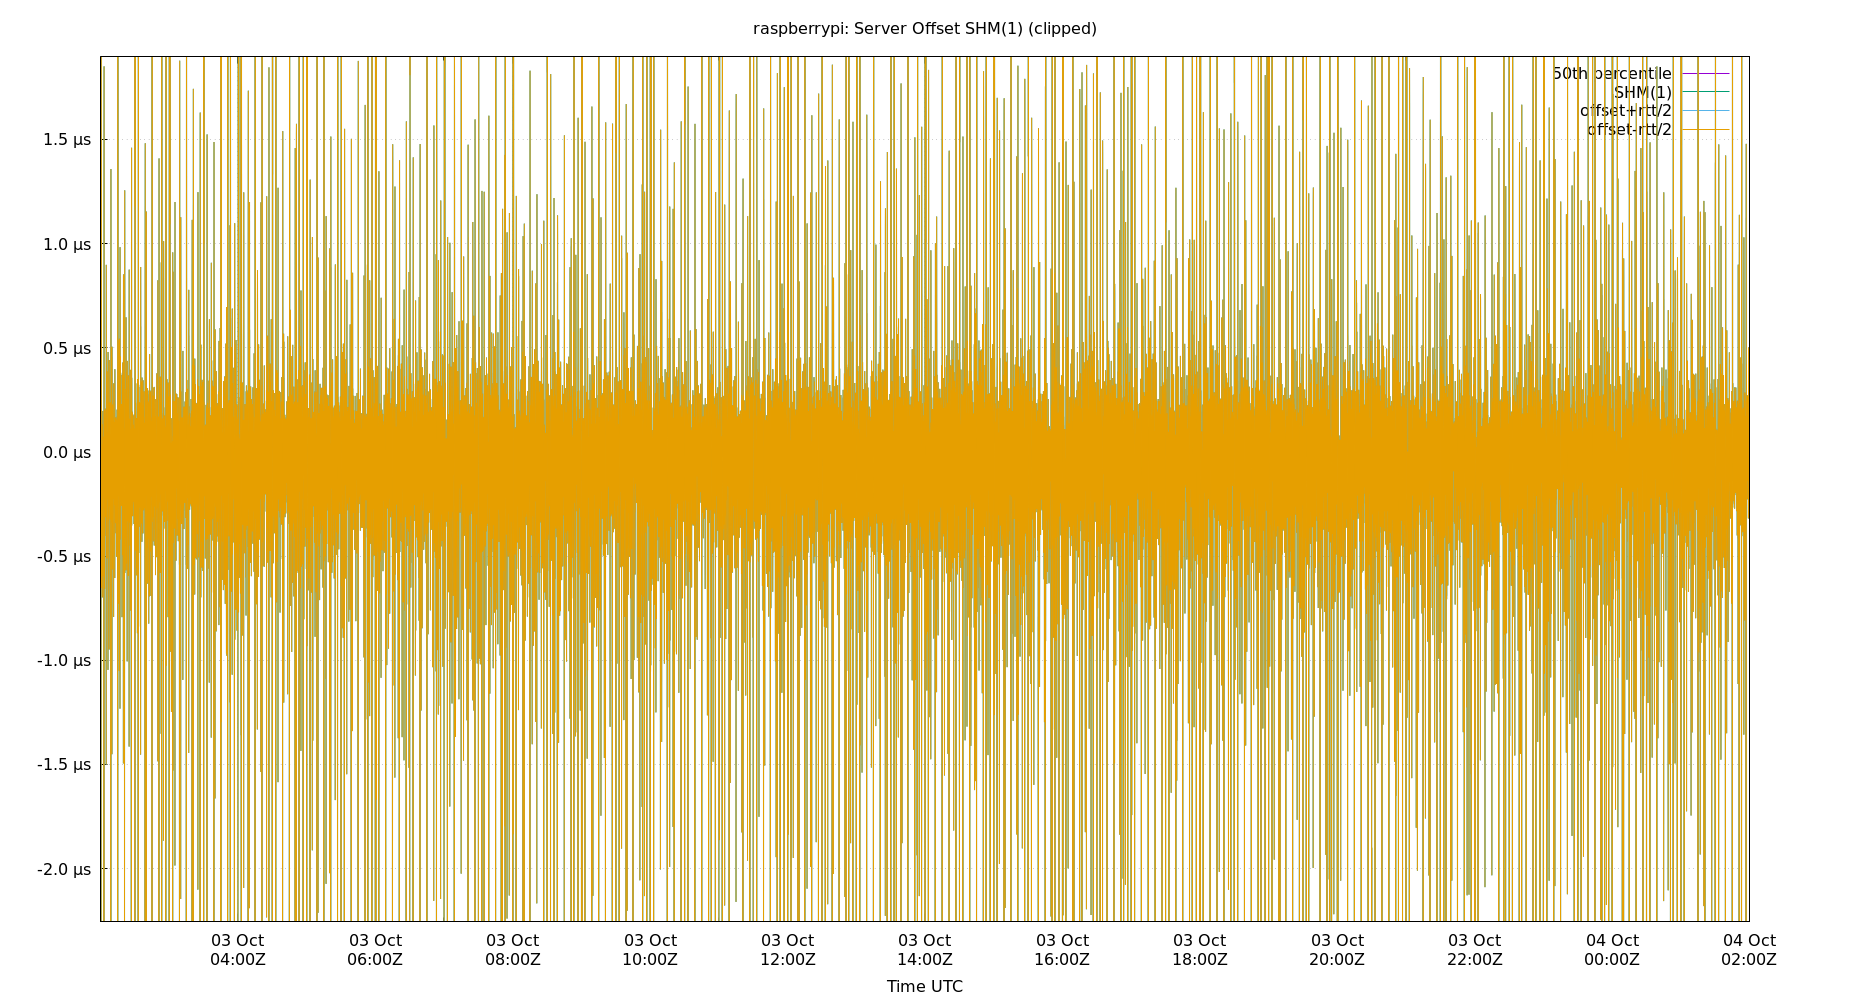 raspberrypi: Server Offset SHM(1) (clipped)
50th percentile
SHM(1)
offset+rtt/2
offset-rtt/2
1.5 µs
1.0 µs
0.5 µs
0.0 µs
-0.5 µs
-1.0 µs
-1.5 µs
-2.0 µs
03 Oct 03 Oct 03 Oct 03 Oct 03 Oct 03 Oct 03 Oct 03 Oct 03 Oct 03 Oct 04 Oct 04 Oct
04:00Z 06:00Z 08:00Z 10:00Z 12:00Z 14:00Z 16:00Z 18:00Z 20:00Z 22:00Z 00:00Z 02:00Z
Time UTC